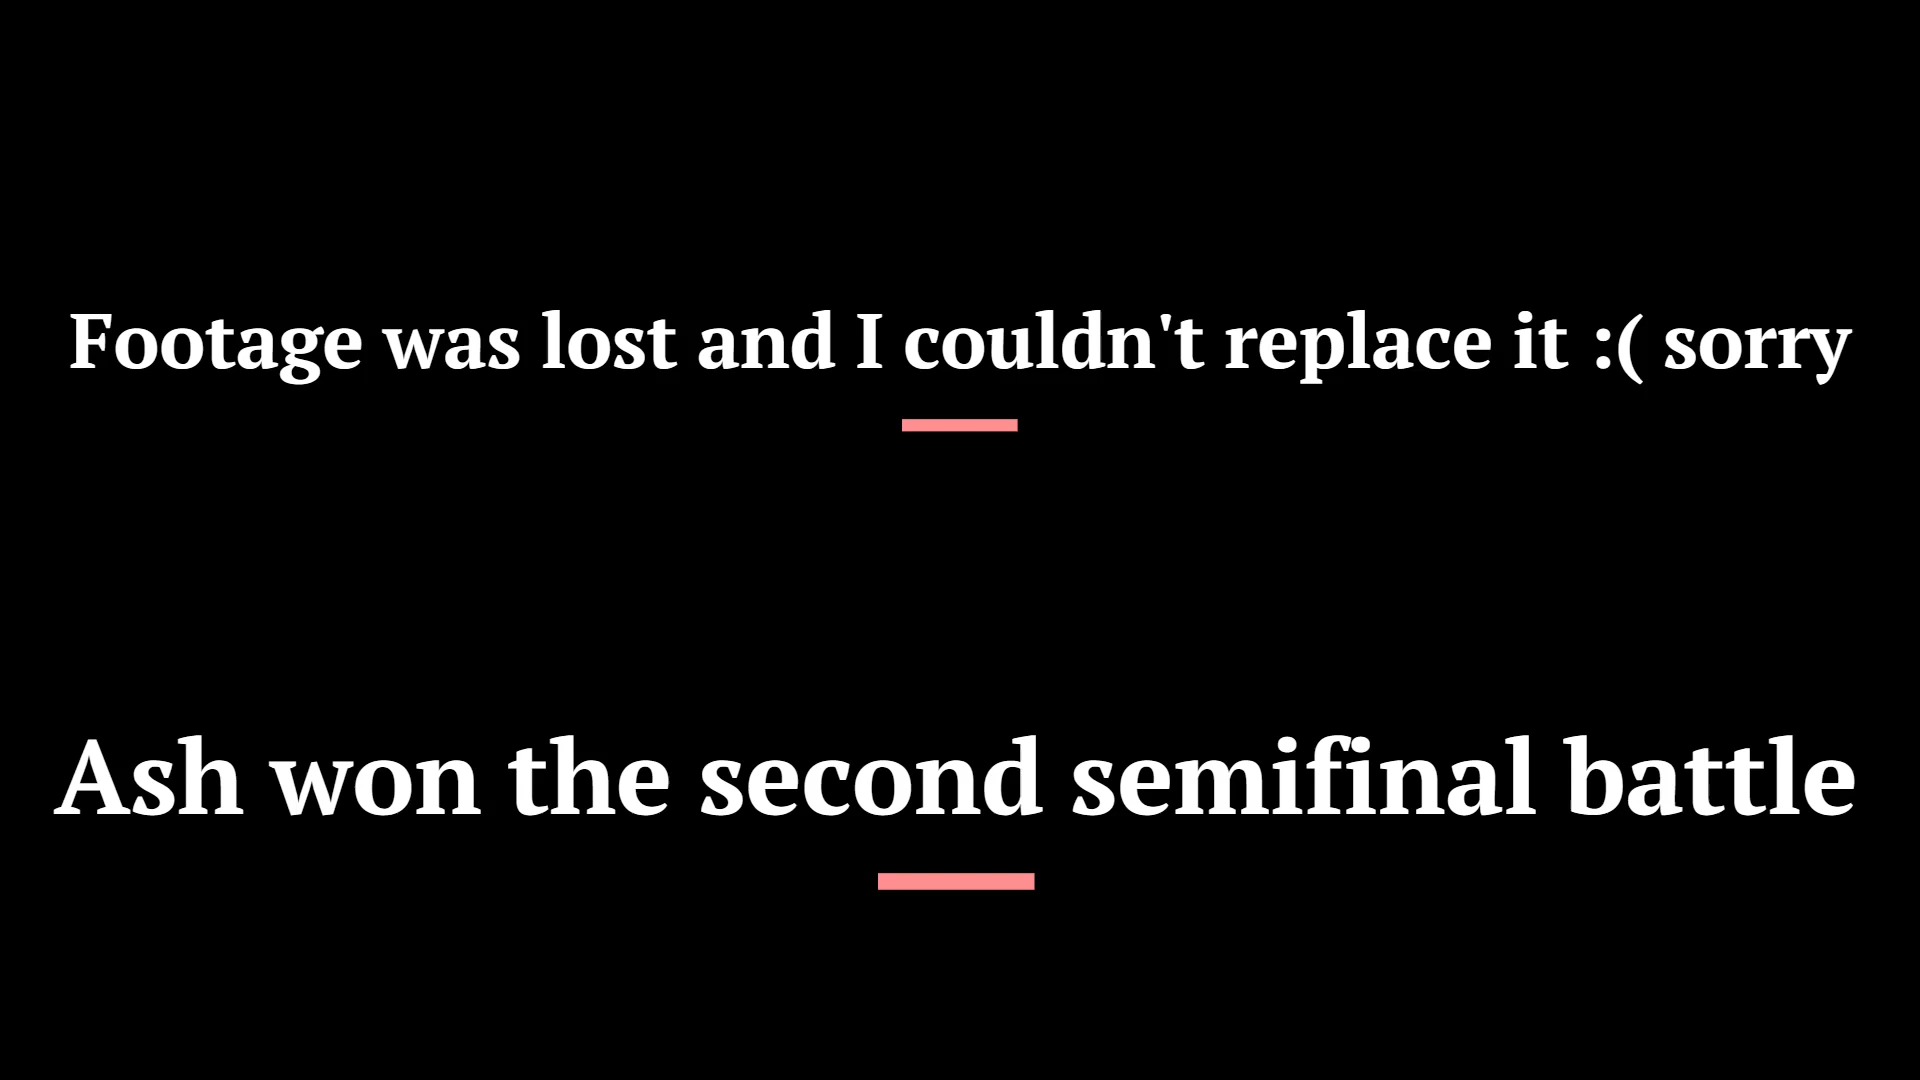 Footage was lost and I couldn't replace it :( sorry
Ash won the second semifinal battle